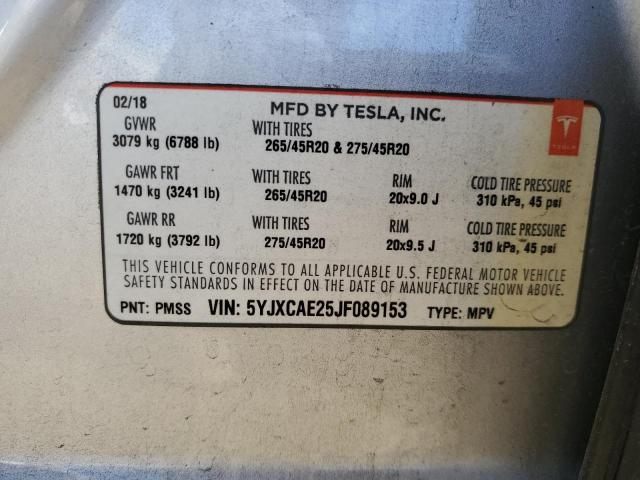 02/18
MFD BY TESLA, INC.
GVWR WITH TIRES
3079 kg (6788 lb) 265/45R20 & 275/45R20
TESLA
GAWR FRT WITH TIRES RIM COLD TIRE PRESSURE
1470 kg (3241 lb) 265/45R20 20x9.0 J 310 kPa, 45 psi
GAWR RR WITH TIRES RIM COLD TIRE PRESSURE
1720 kg (3792 lb) 275/45R20 20x9.5 J 310 kPa, 45 psi
THIS VEHICLE CONFORMS TO ALL APPLICABLE U.S. FEDERAL MOTOR VEHICLE
SAFETY STANDARDS IN EFFECT ON THE DATE OF MANUFACTURE SHOWN ABOVE.
PNT: PMSS VIN: 5YJXCAE25JF089153 TYPE: MPV